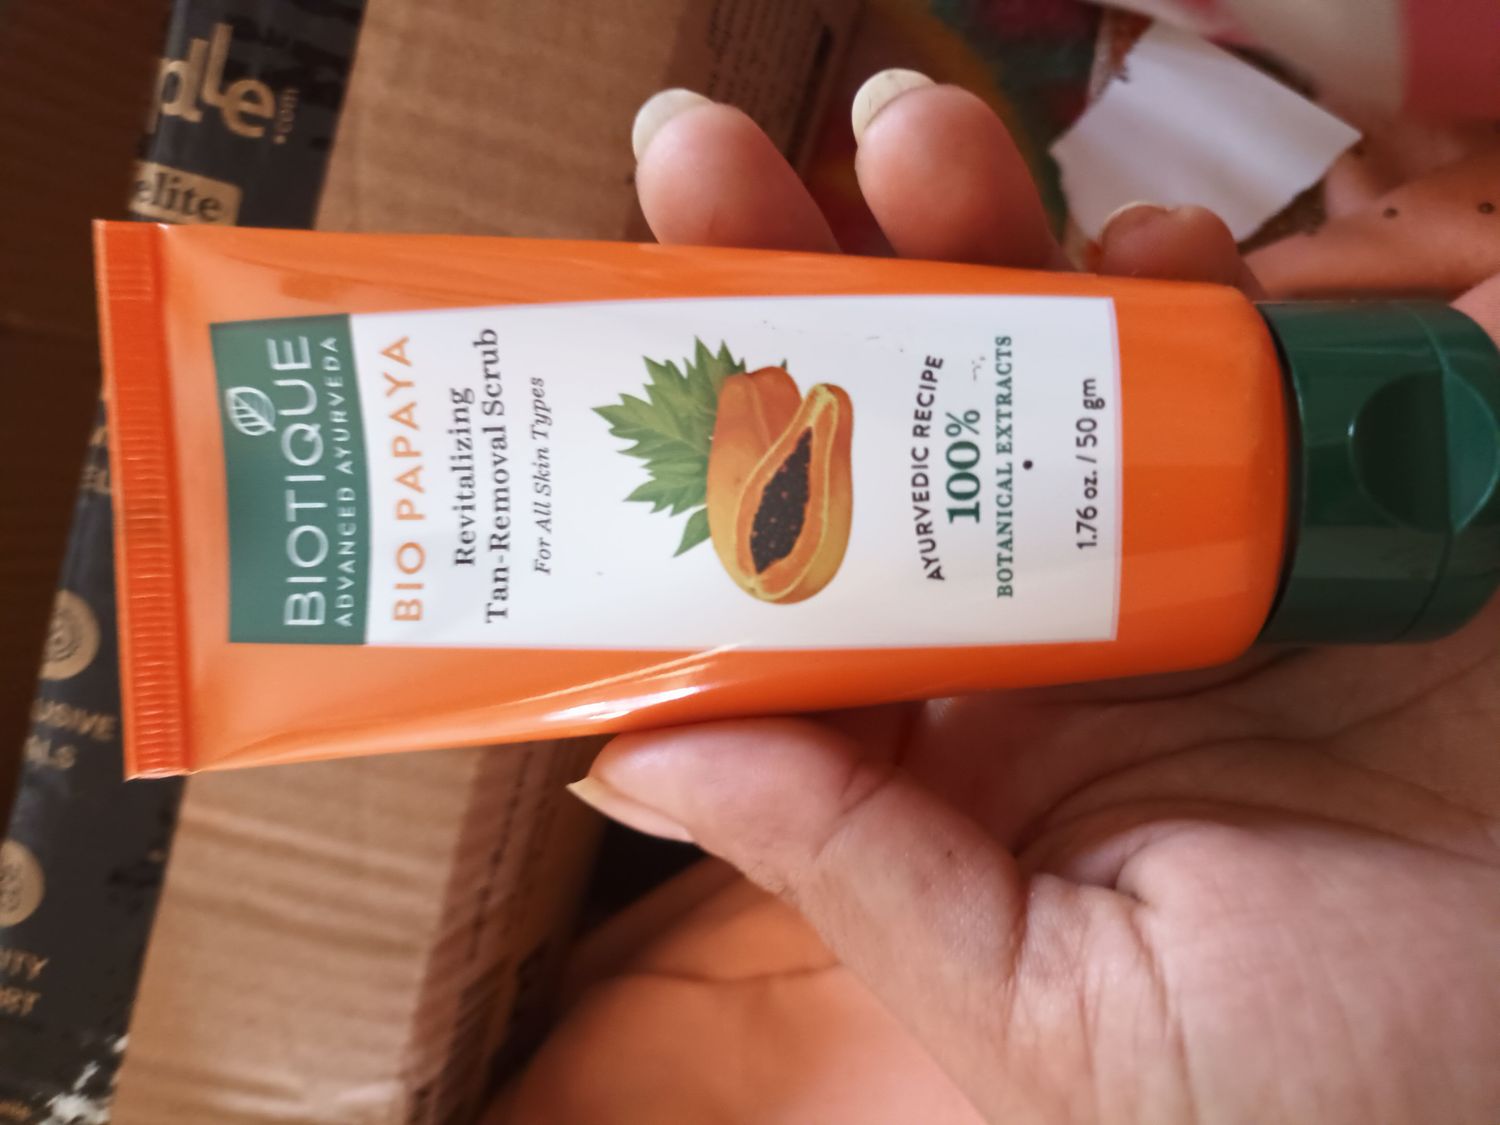 BIOTIQUE
ADVANCED AYURVEDA
BIO PAPAYA
Revitalizing
Tan-Removal Scrub
For All Skin Types
AYURVEDIC RECIPE
100%
BOTANICAL EXTRACTS
1.76 oz. / 50 gm
elite
.com